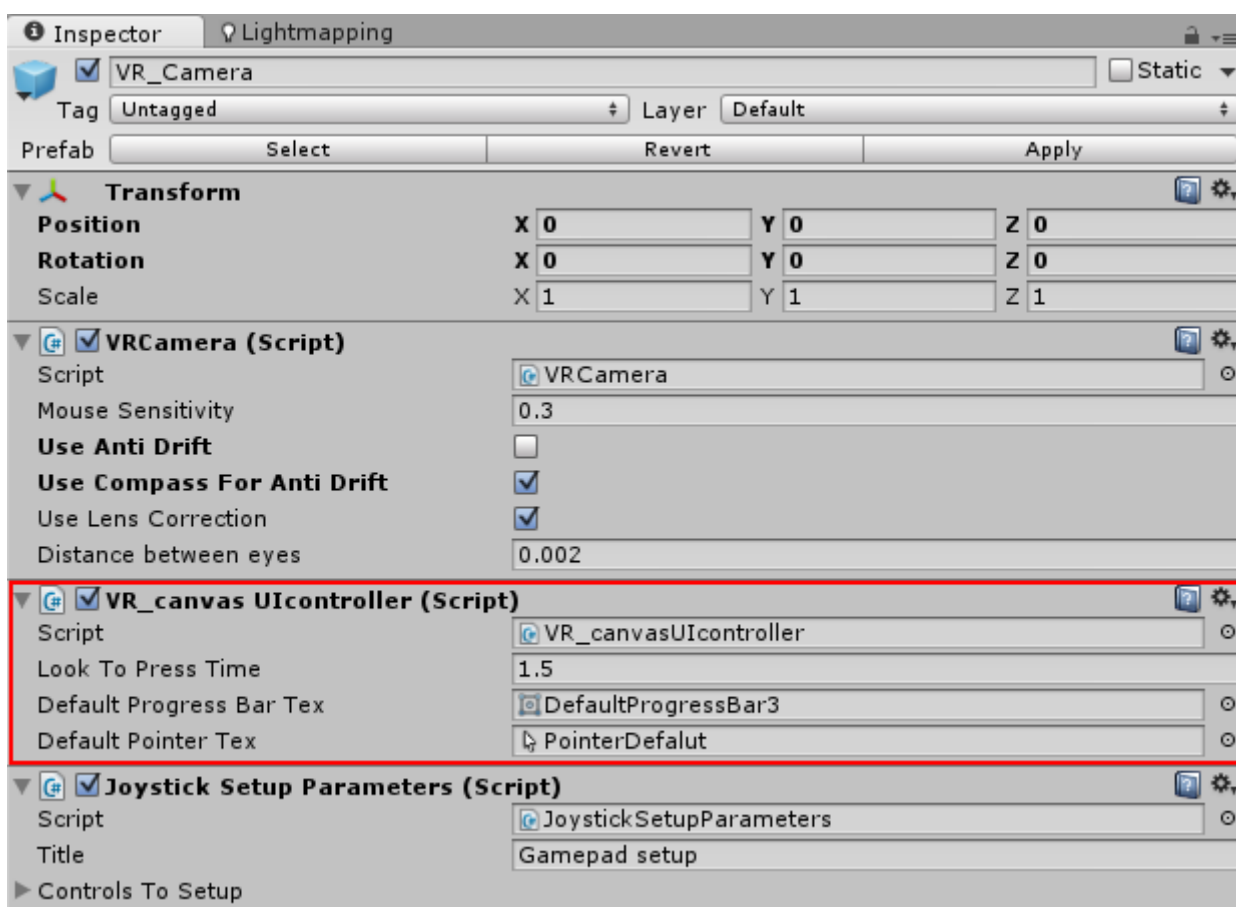 Inspector Lightmapping
VR_Camera Static
Tag Untagged Layer Default
Prefab Select Revert Apply
Transform
Position X 0 Y 0 Z 0
Rotation X 0 Y 0 Z 0
Scale X 1 Y 1 Z 1
VRCamera (Script)
Script VRCamera
Mouse Sensitivity 0.3
Use Anti Drift
Use Compass For Anti Drift
Use Lens Correction
Distance between eyes 0.002
VR_canvas UIcontroller (Script)
Script VR_canvasUIcontroller
Look To Press Time 1.5
Default Progress Bar Tex DefaultProgressBar3
Default Pointer Tex PointerDefalut
Joystick Setup Parameters (Script)
Script JoystickSetupParameters
Title Gamepad setup
Controls To Setup